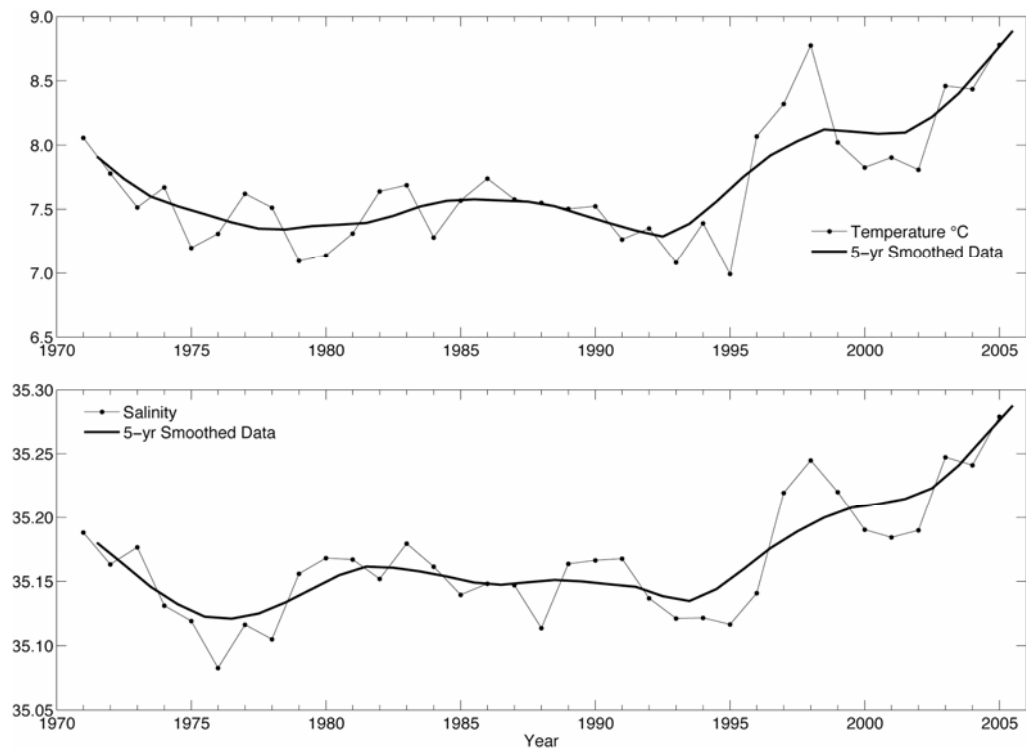 9.0
8.5
8.0
7.5
7.0
6.5
Temperature °C
5–yr Smoothed Data
1970 1975 1980 1985 1990 1995 2000 2005
35.30
35.25
35.20
35.15
35.10
35.05
Salinity
5–yr Smoothed Data
1970 1975 1980 1985 1990 1995 2000 2005
Year